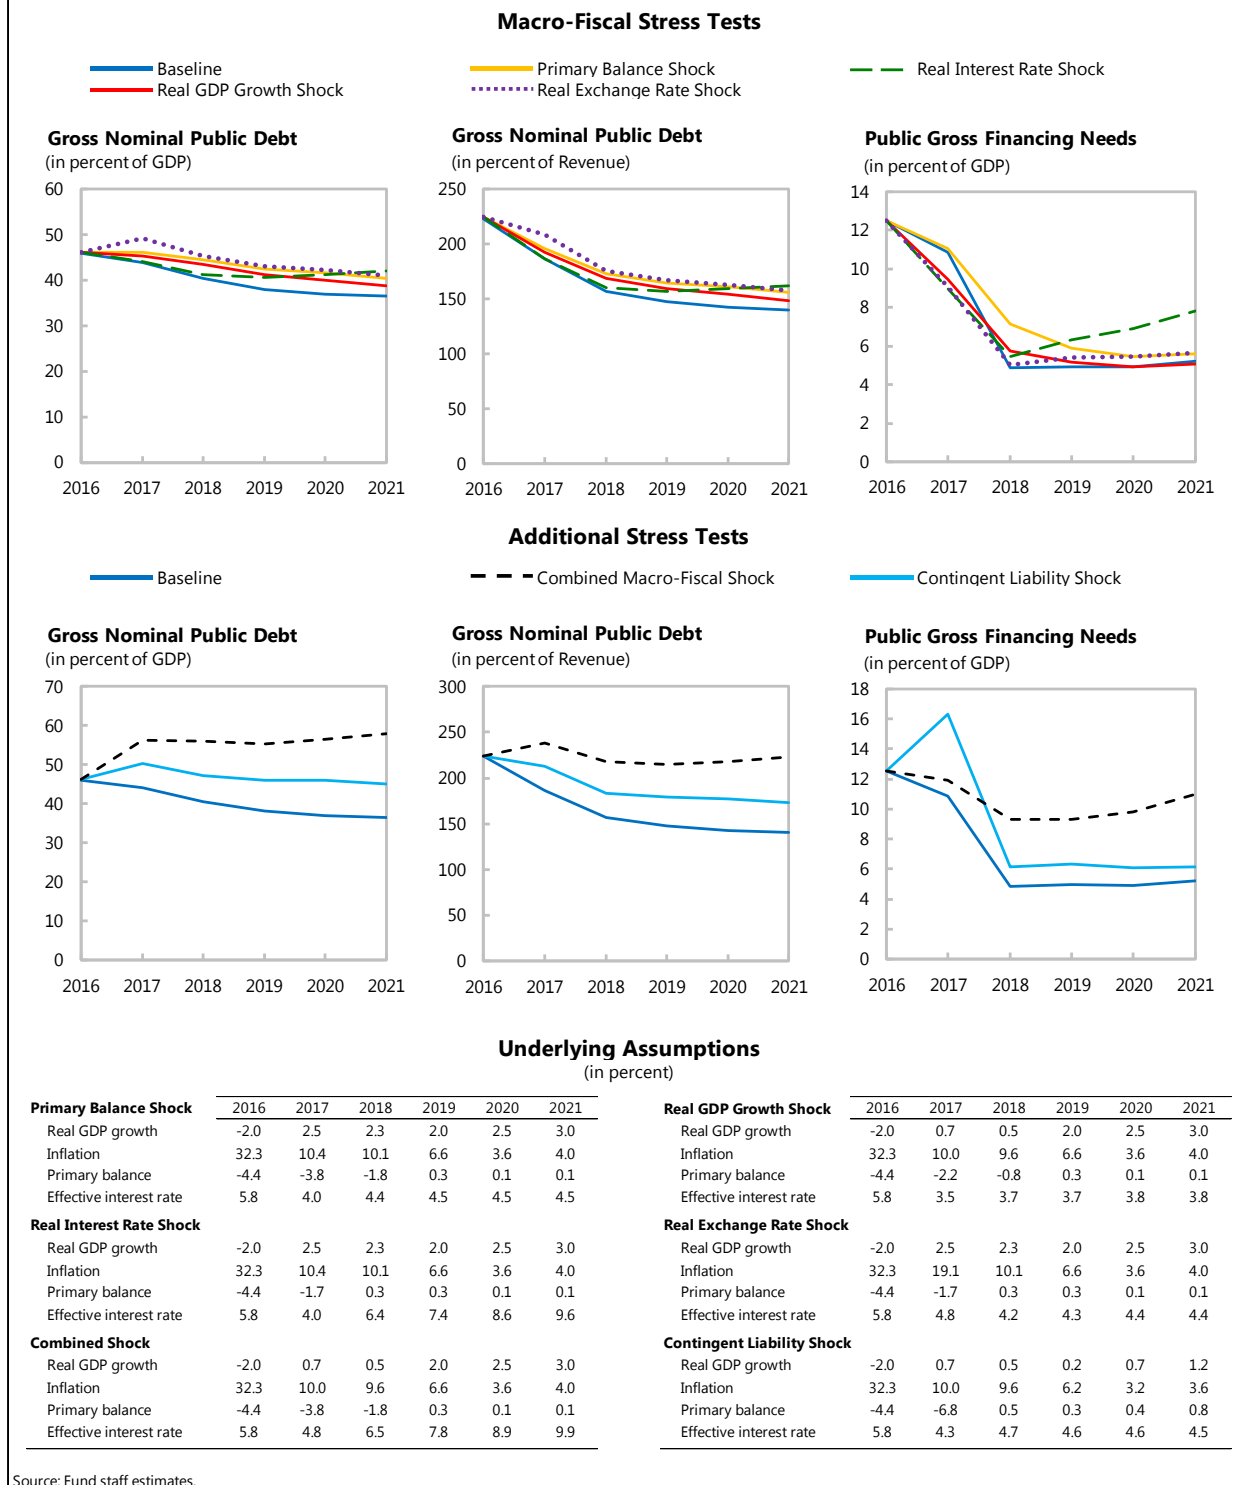 Macro-Fiscal Stress Tests
Baseline
Primary Balance Shock
Real Interest Rate Shock
Real GDP Growth Shock
Real Exchange Rate Shock
Gross Nominal Public Debt
(in percent of GDP)
60
50
40
30
20
10
0
2016 2017 2018 2019 2020 2021
Gross Nominal Public Debt
(in percent of Revenue)
250
200
150
100
50
0
2016 2017 2018 2019 2020 2021
Public Gross Financing Needs
(in percent of GDP)
14
12
10
8
6
4
2
0
2016 2017 2018 2019 2020 2021
Additional Stress Tests
Baseline
Combined Macro-Fiscal Shock
Contingent Liability Shock
Gross Nominal Public Debt
(in percent of GDP)
70
60
50
40
30
20
10
0
2016 2017 2018 2019 2020 2021
Gross Nominal Public Debt
(in percent of Revenue)
300
250
200
150
100
50
0
2016 2017 2018 2019 2020 2021
Public Gross Financing Needs
(in percent of GDP)
18
16
14
12
10
8
6
4
2
0
2016 2017 2018 2019 2020 2021
Underlying Assumptions
(in percent)
Primary Balance Shock 2016 2017 2018 2019 2020 2021
Real GDP growth -2.0 2.5 2.3 2.0 2.5 3.0
Inflation 32.3 10.4 10.1 6.6 3.6 4.0
Primary balance -4.4 -3.8 -1.8 0.3 0.1 0.1
Effective interest rate 5.8 4.0 4.4 4.5 4.5 4.5
Real Interest Rate Shock
Real GDP growth -2.0 2.5 2.3 2.0 2.5 3.0
Inflation 32.3 10.4 10.1 6.6 3.6 4.0
Primary balance -4.4 -1.7 0.3 0.3 0.1 0.1
Effective interest rate 5.8 4.0 6.4 7.4 8.6 9.6
Combined Shock
Real GDP growth -2.0 0.7 0.5 2.0 2.5 3.0
Inflation 32.3 10.0 9.6 6.6 3.6 4.0
Primary balance -4.4 -3.8 -1.8 0.3 0.1 0.1
Effective interest rate 5.8 4.8 6.5 7.8 8.9 9.9
Real GDP Growth Shock 2016 2017 2018 2019 2020 2021
Real GDP growth -2.0 0.7 0.5 2.0 2.5 3.0
Inflation 32.3 10.0 9.6 6.6 3.6 4.0
Primary balance -4.4 -2.2 -0.8 0.3 0.1 0.1
Effective interest rate 5.8 3.5 3.7 3.7 3.8 3.8
Real Exchange Rate Shock
Real GDP growth -2.0 2.5 2.3 2.0 2.5 3.0
Inflation 32.3 19.1 10.1 6.6 3.6 4.0
Primary balance -4.4 -1.7 0.3 0.3 0.1 0.1
Effective interest rate 5.8 4.8 4.2 4.3 4.4 4.4
Contingent Liability Shock
Real GDP growth -2.0 0.7 0.5 0.2 0.7 1.2
Inflation 32.3 10.0 9.6 6.2 3.2 3.6
Primary balance -4.4 -6.8 0.5 0.3 0.4 0.8
Effective interest rate 5.8 4.3 4.7 4.6 4.6 4.5
Source: Fund staff estimates.